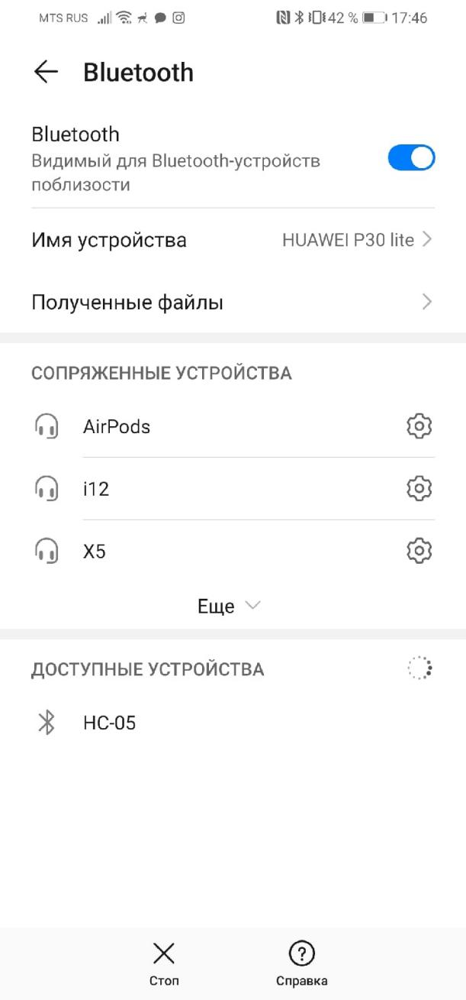 MTS RUS 42 % 17:46
Bluetooth
Bluetooth
Видимый для Bluetooth-устройств
поблизости
Имя устройства HUAWEI P30 lite
Полученные файлы
СОПРЯЖЕННЫЕ УСТРОЙСТВА
AirPods
i12
X5
Еще
ДОСТУПНЫЕ УСТРОЙСТВА
HC-05
Стоп Справка